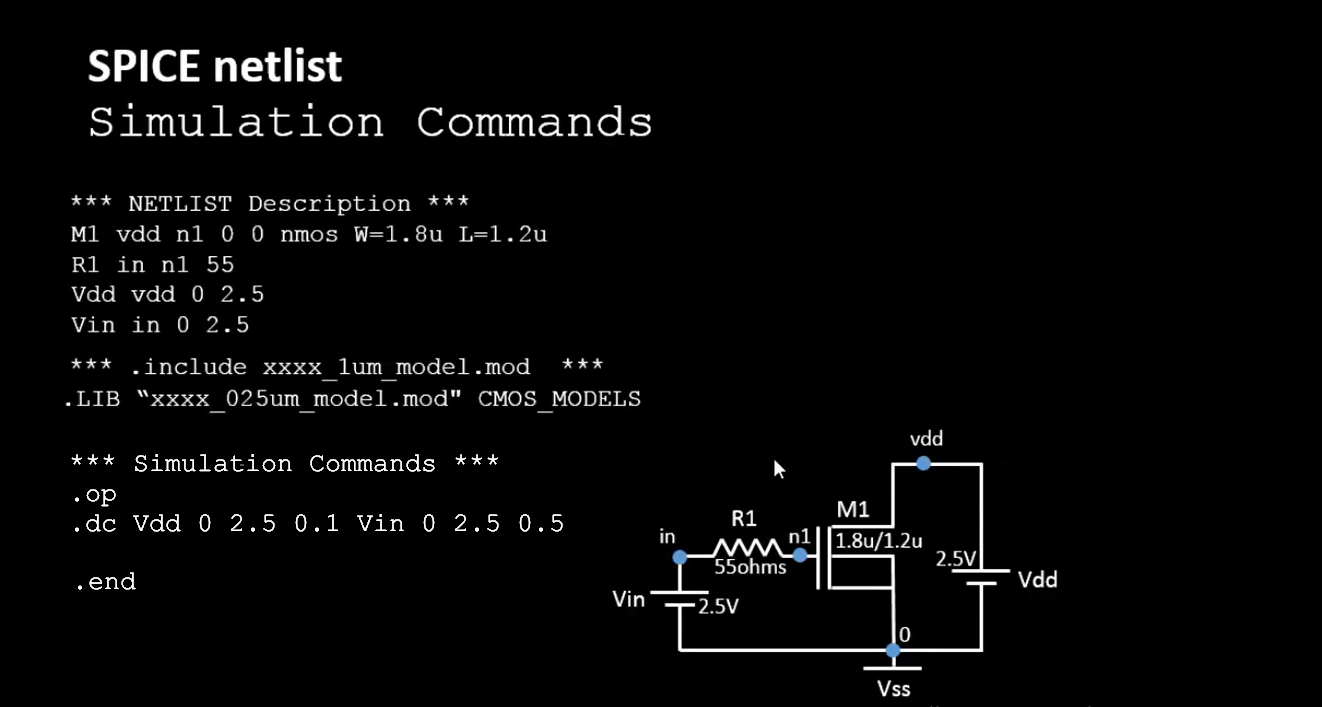 SPICE netlist
Simulation Commands
*** NETLIST Description ***
M1 vdd n1 0 0 nmos W=1.8u L=1.2u
R1 in n1 55
Vdd vdd 0 2.5
Vin in 0 2.5
*** .include xxxx_1um_model.mod ***
.LIB “xxxx_025um_model.mod" CMOS_MODELS
*** Simulation Commands ***
.op
.dc Vdd 0 2.5 0.1 Vin 0 2.5 0.5
.end
vdd
R1
M1
in
n1
1.8u/1.2u
55ohms
2.5V
Vdd
Vin
2.5V
0
Vss